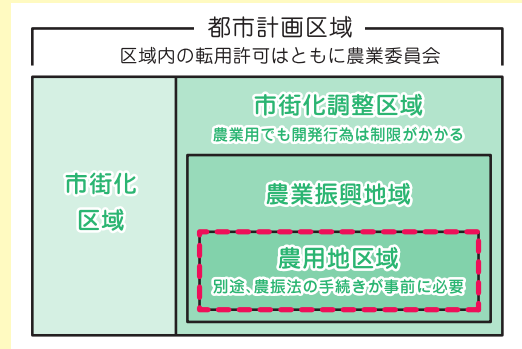 都市計画区域
区域内の転用許可はともに農業委員会
市街化
区域
市街化調整区域
農業用でも開発行為は制限がかかる
農業振興地域
農用地区域
別途、農振法の手続きが事前に必要